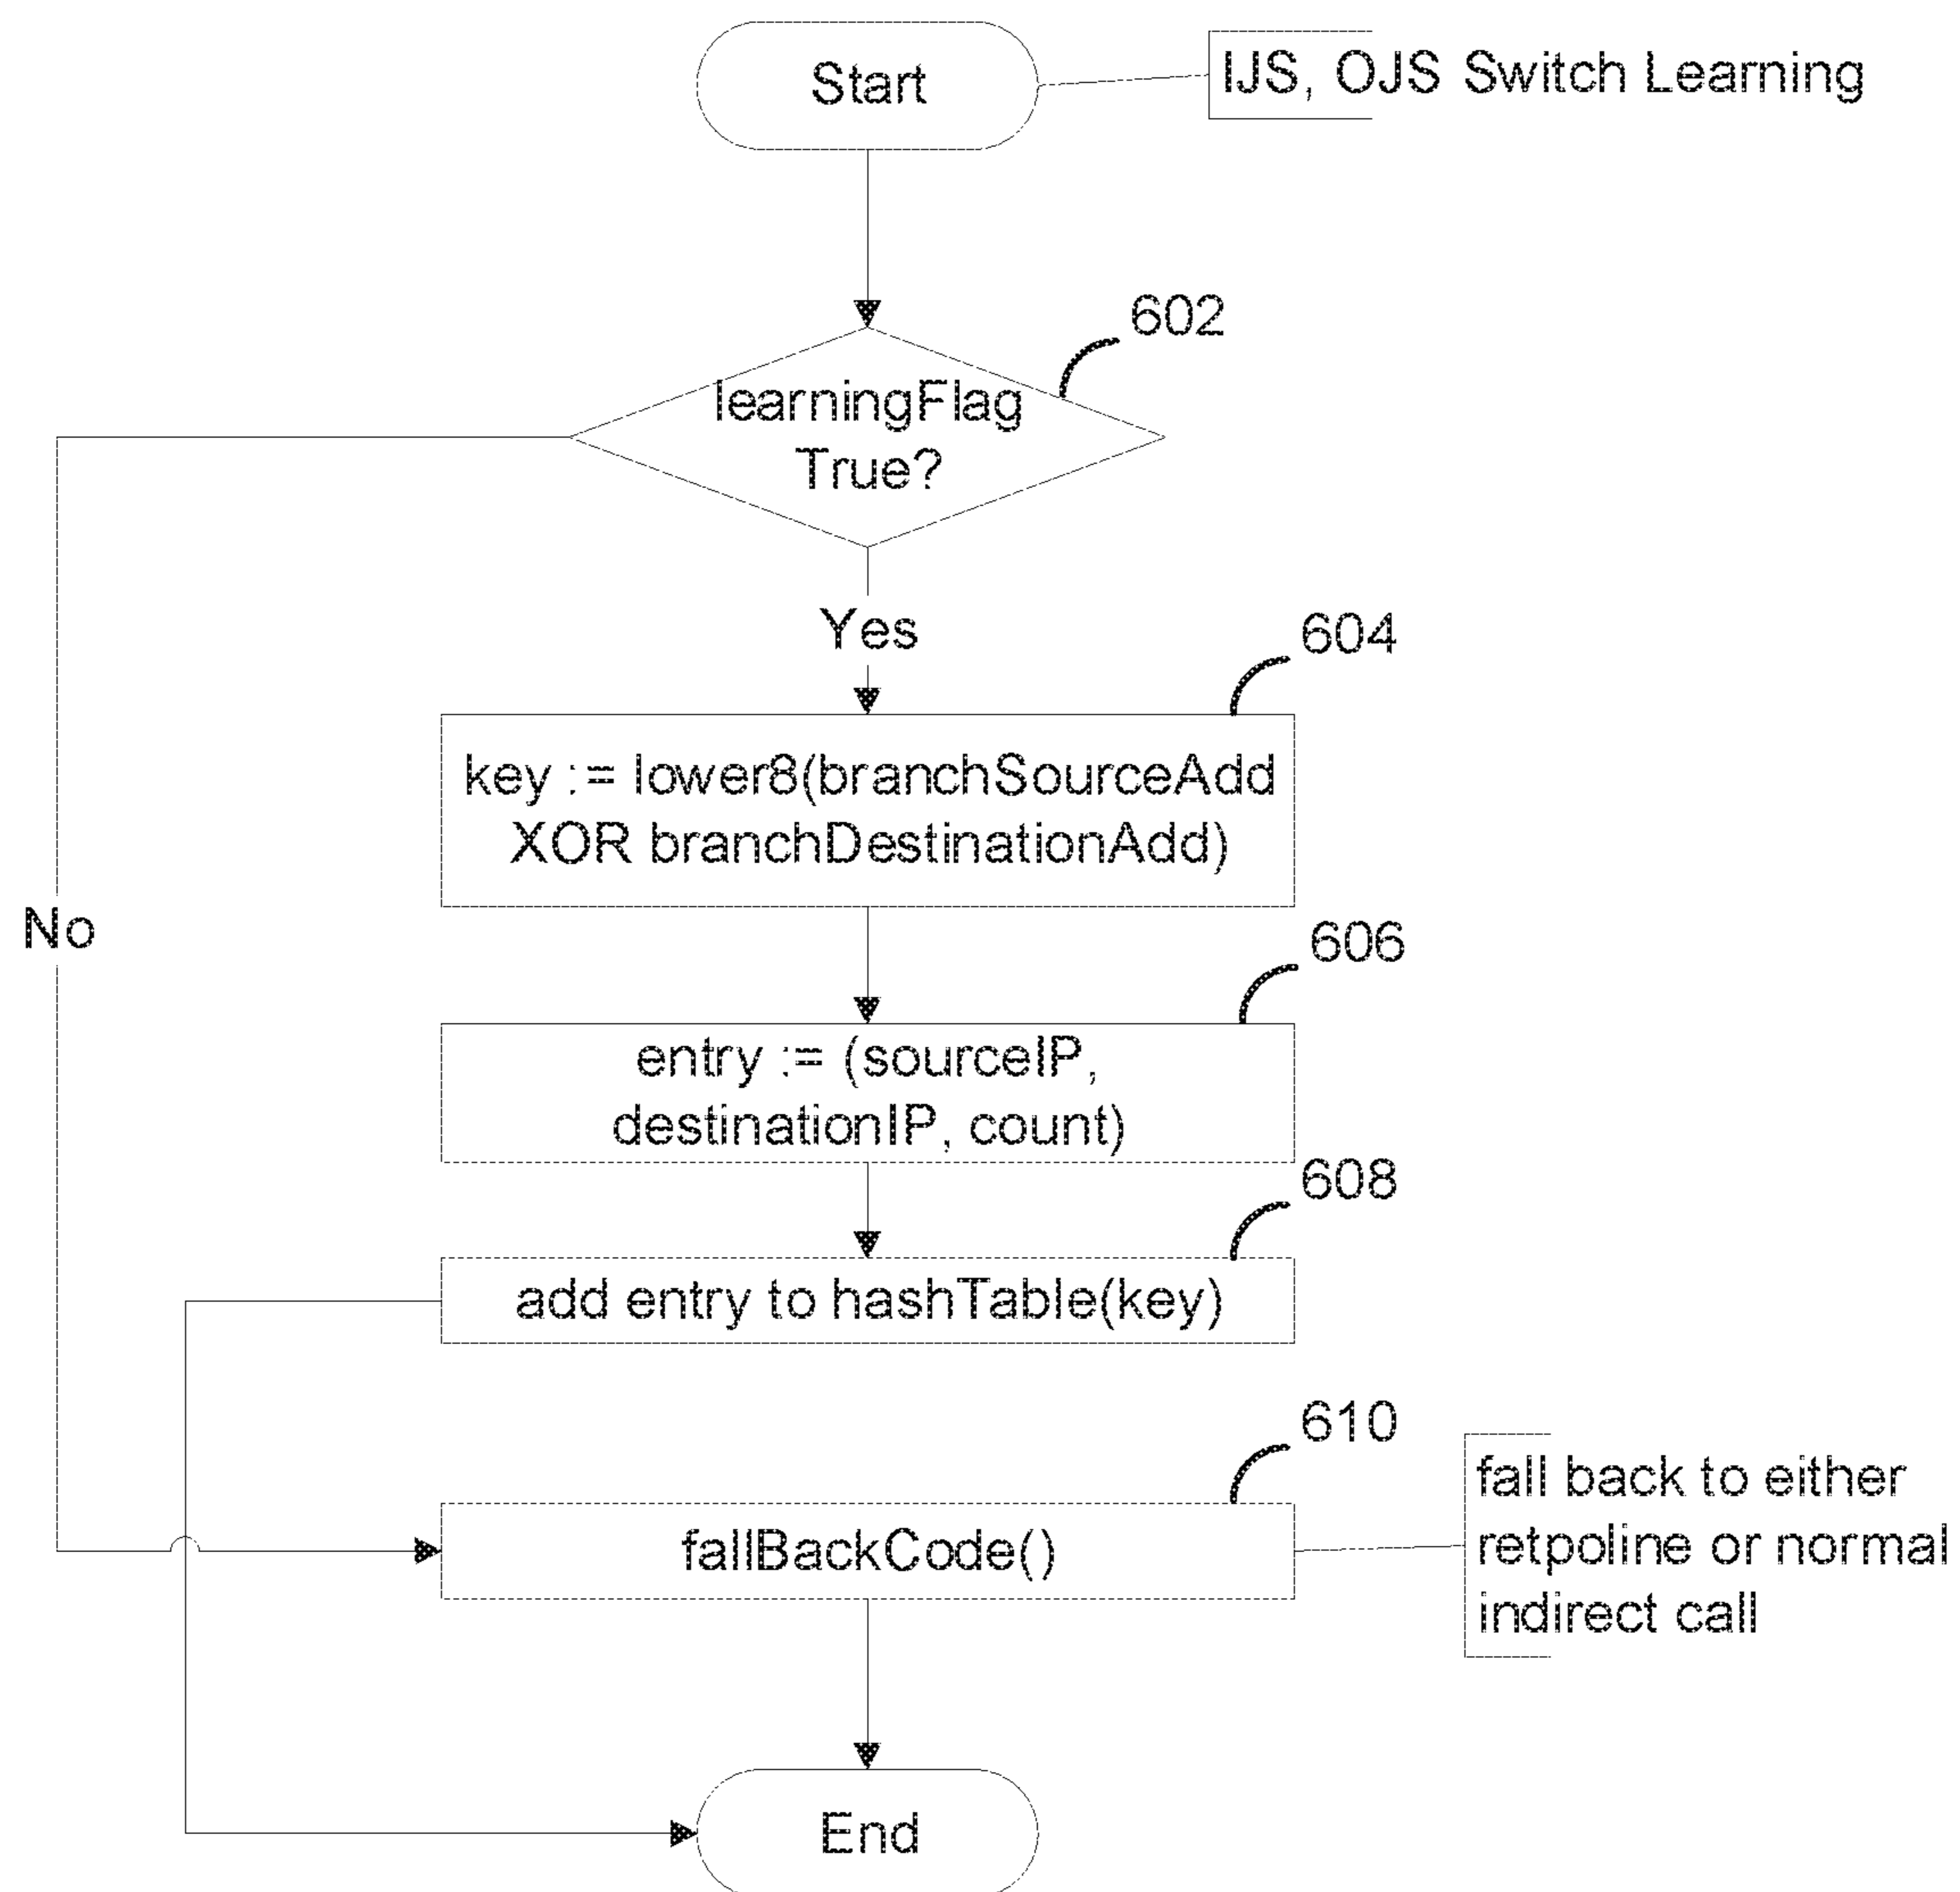 Start
IJS, OJS Switch Learning
602
learningFlag
True?
Yes
604
key := lower8(branchSourceAdd
XOR branchDestinationAdd)
No
606
entry := (sourceIP,
destinationIP, count)
608
add entry to hashTable(key)
610
fallBackCode()
fall back to either
retpoline or normal
indirect call
End